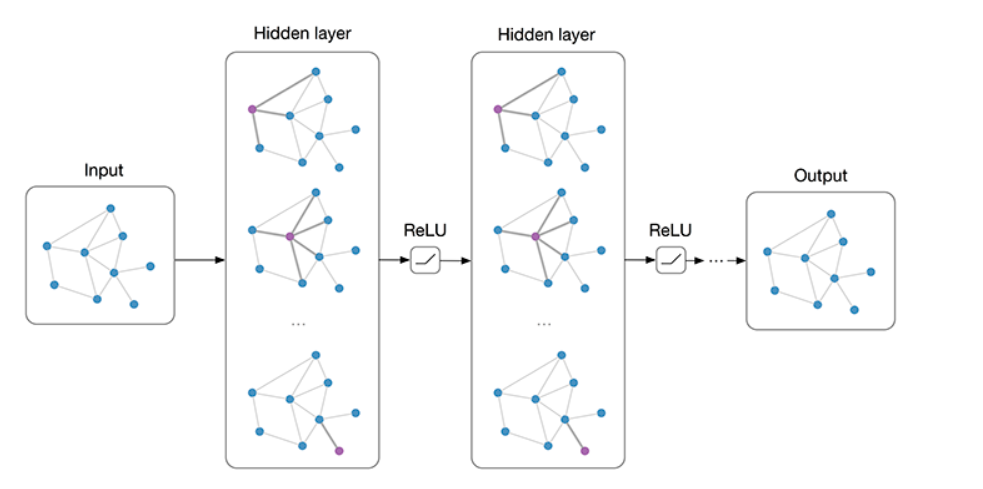 Hidden layer
Hidden layer
Input
Output
ReLU
ReLU
...
...
...